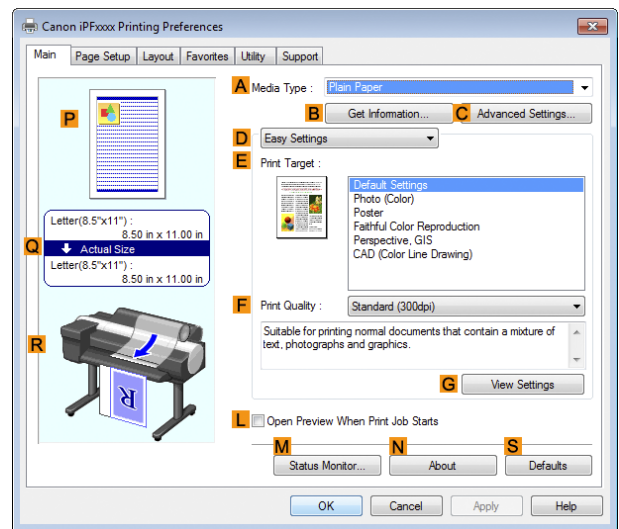 Canon iPFxxxx Printing Preferences
Main Page Setup Layout Favorites Utility Support
A Media Type : Plain Paper
B Get Information... C Advanced Settings...
D Easy Settings
E Print Target :
Default Settings
Photo (Color)
Poster
Faithful Color Reproduction
Perspective, GIS
CAD (Color Line Drawing)
P
Q
Letter(8.5"x11") :
8.50 in x 11.00 in
Actual Size
Letter(8.5"x11") :
8.50 in x 11.00 in
F Print Quality : Standard (300dpi)
Suitable for printing normal documents that contain a mixture of
text, photographs and graphics.
R
R
G View Settings
L Open Preview When Print Job Starts
M N S
Status Monitor... About Defaults
OK Cancel Apply Help